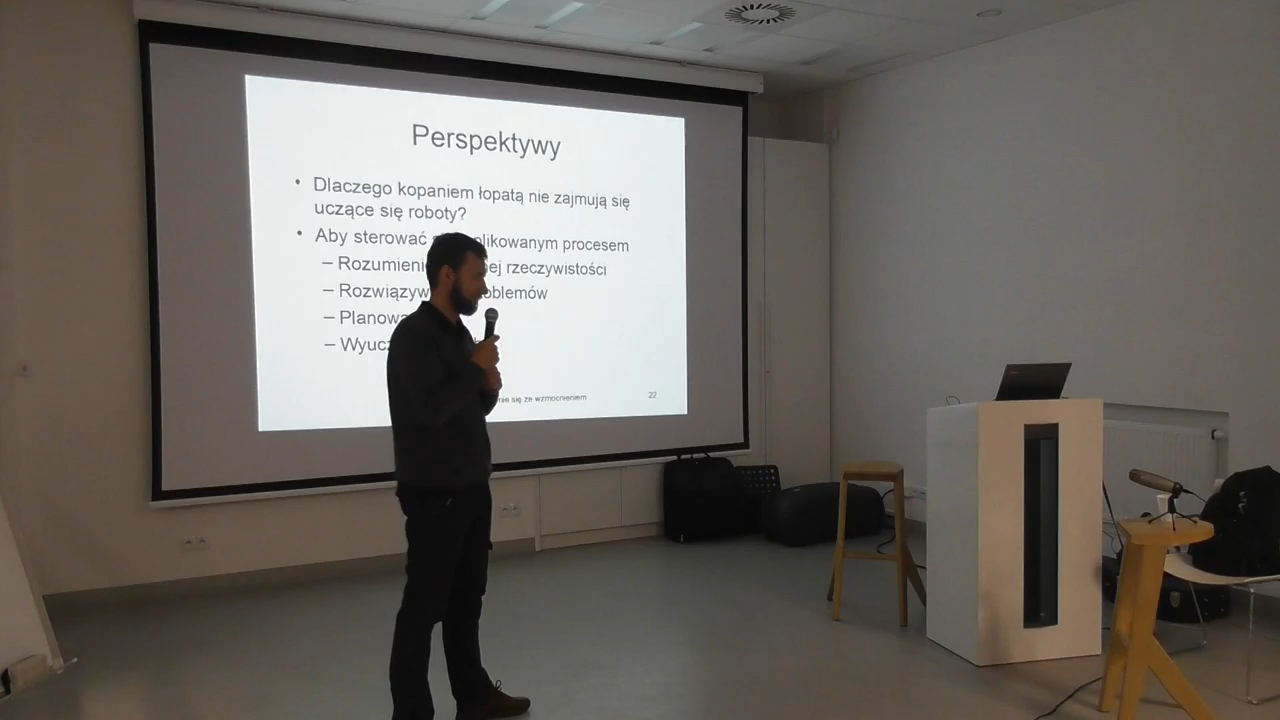 Perspektywy
• Dlaczego kopaniem łopatą nie zajmują się
uczące się roboty?
• Aby sterować plikowanym procesem
– Rozumieni ej rzeczywistości
– Rozwiązyw oblemów
– Planowa
– Wyucz
nie się ze wzmocnieniem
22